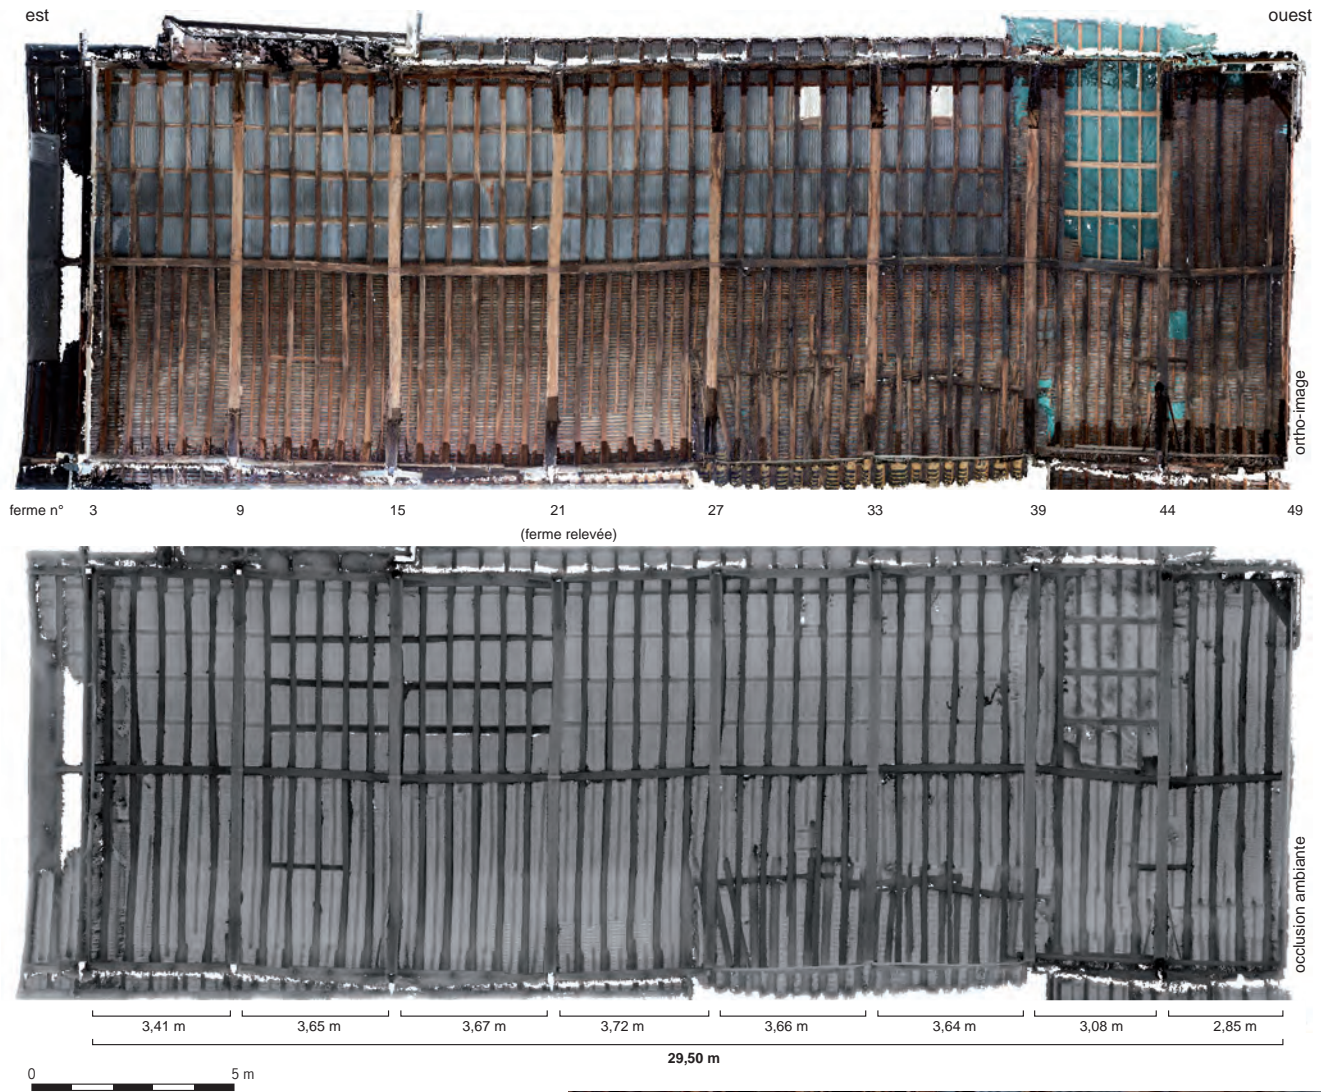 est
ouest
ortho-image
ferme n° 3 9 15 21 27 33 39 44 49
(ferme relevée)
occlusion ambiante
3,41 m 3,65 m 3,67 m 3,72 m 3,66 m 3,64 m 3,08 m 2,85 m
29,50 m
0 5 m